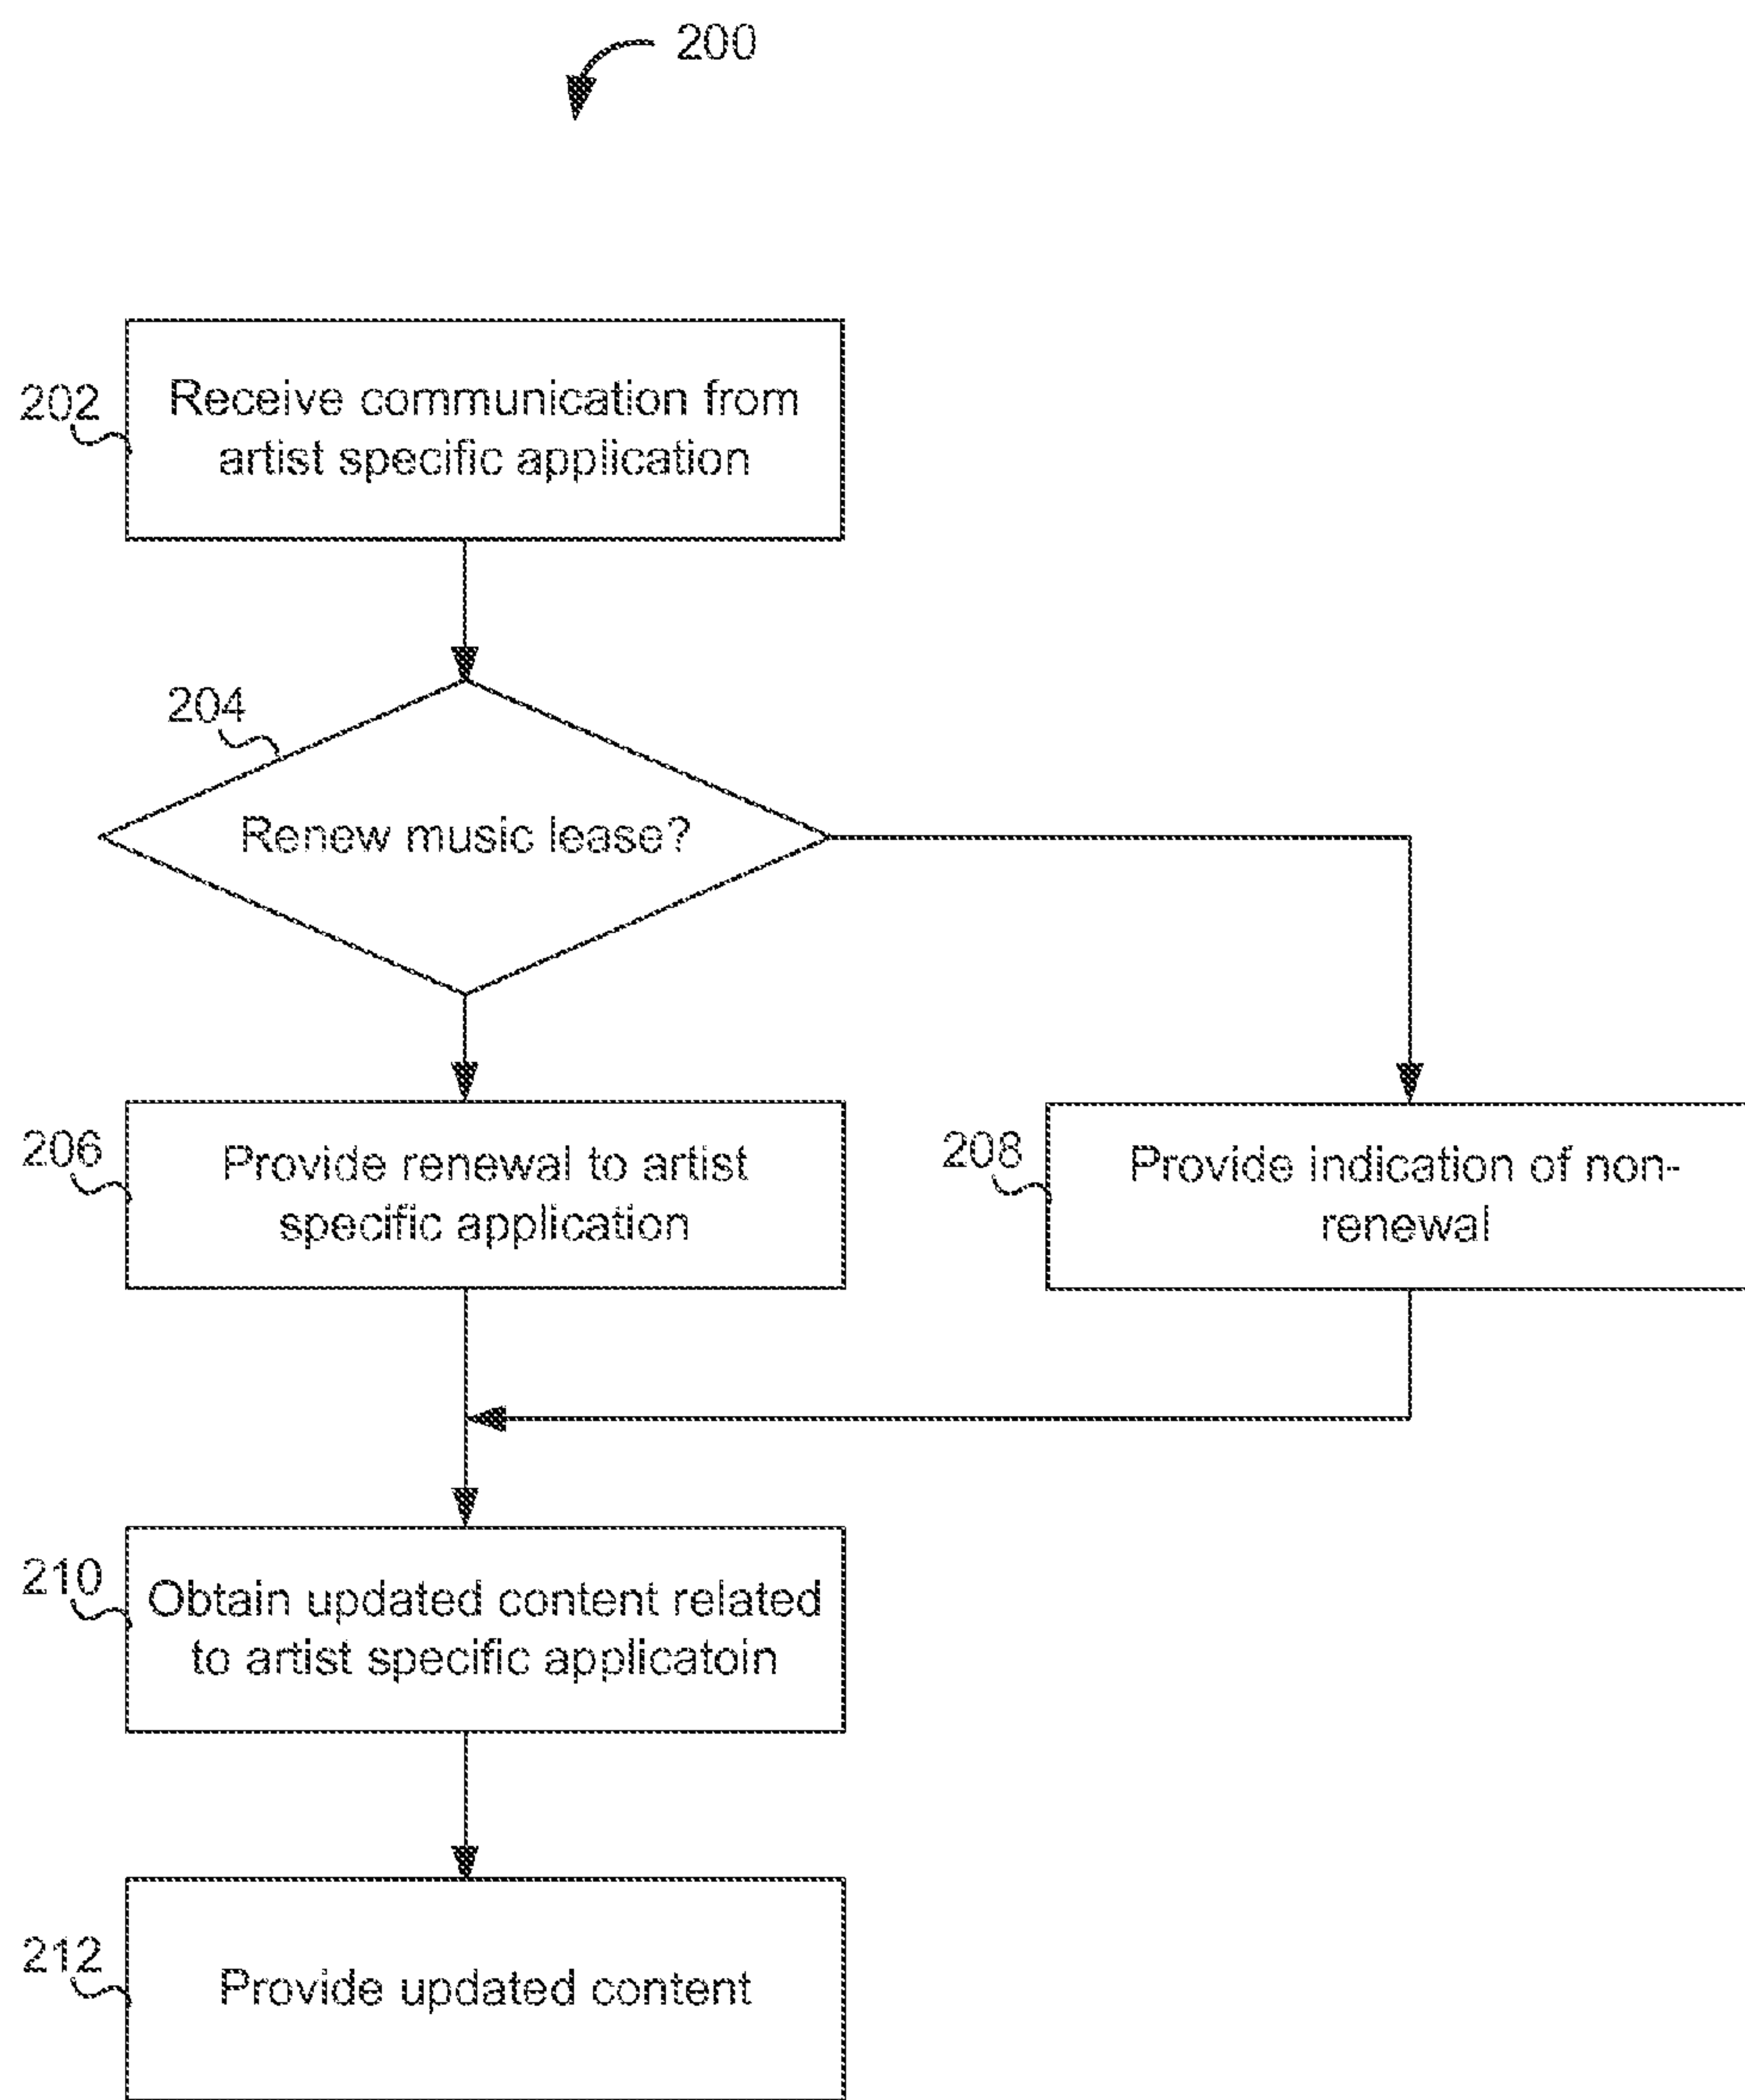 200
202
Receive communication from
artist specific application
204
Renew music lease?
206
Provide renewal to artist
specific application
208
Provide indication of non-
renewal
210
Obtain updated content related
to artist specific applicatoin
212
Provide updated content